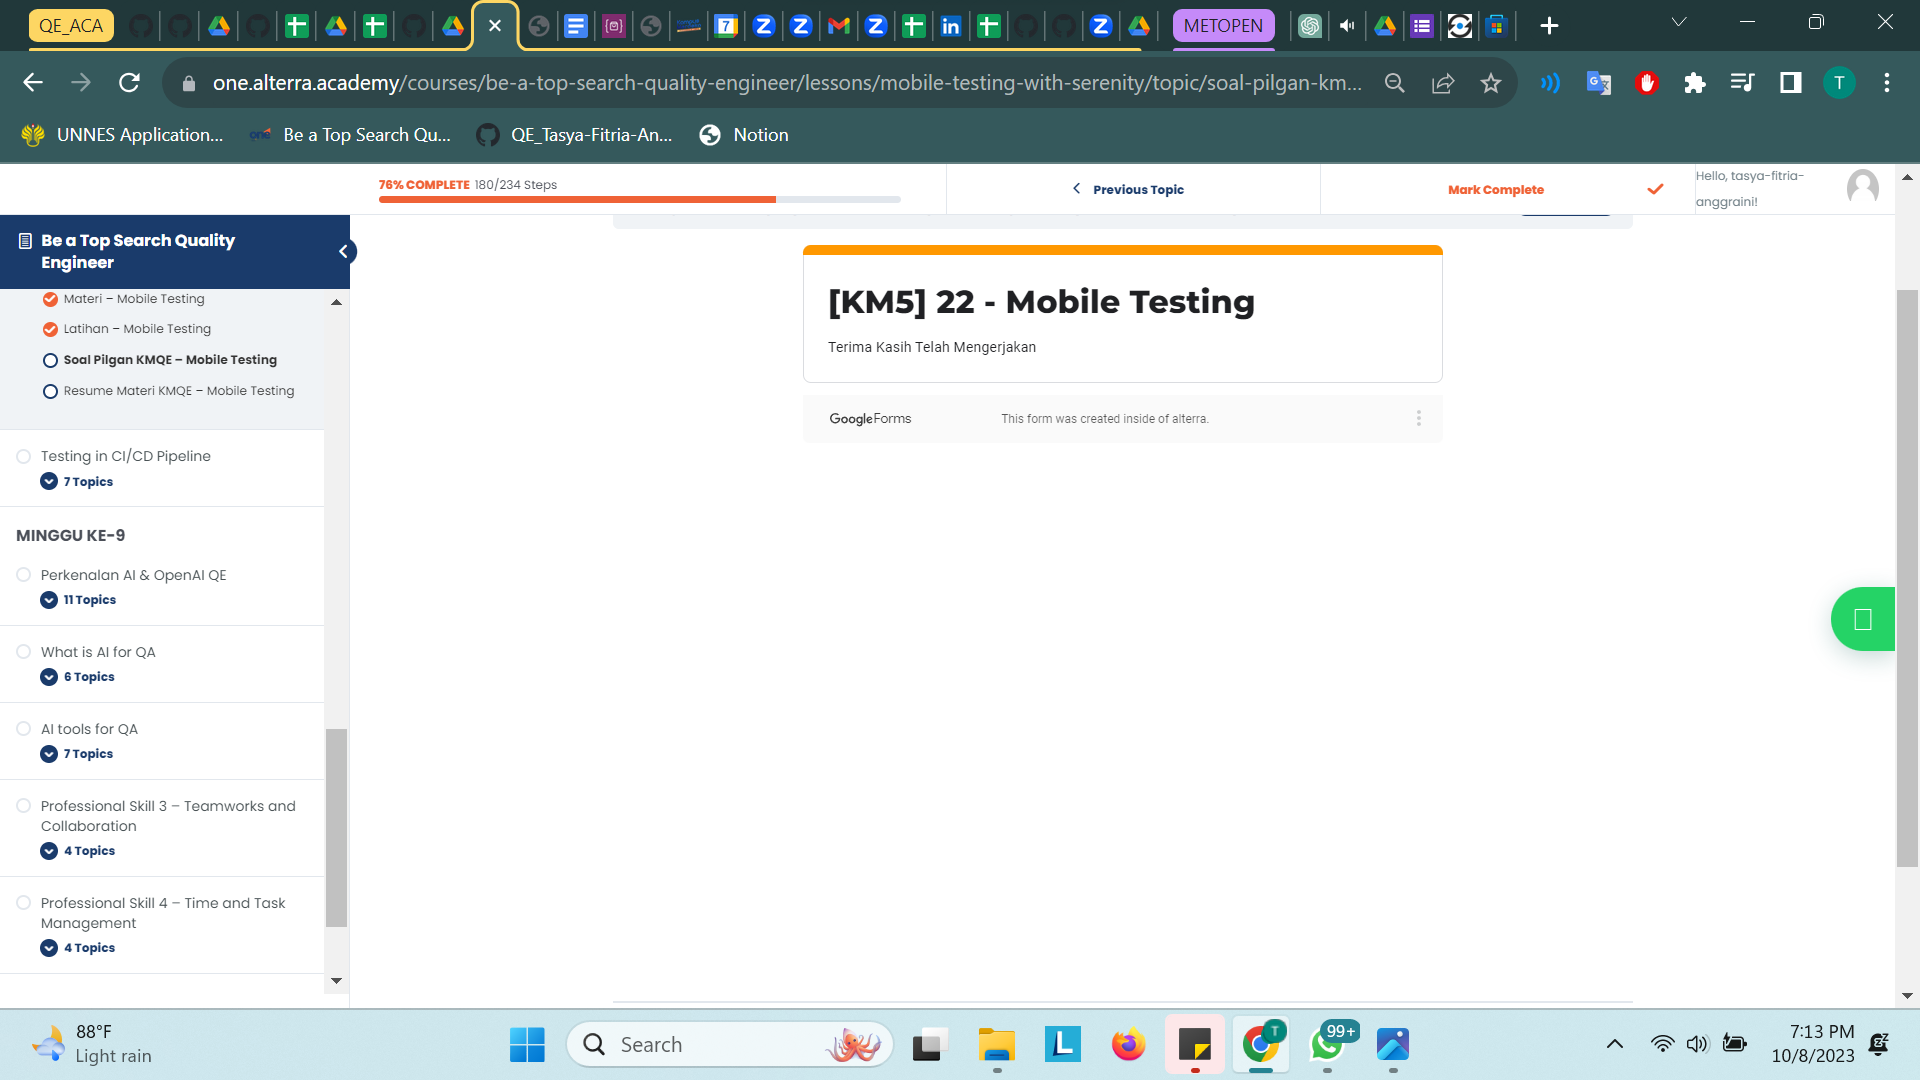 QE_ACA
METOPEN
one.alterra.academy/courses/be-a-top-search-quality-engineer/lessons/mobile-testing-with-serenity/topic/soal-pilgan-km...
T
UNNES Application...
one
Be a Top Search Qu...
QE_Tasya-Fitria-An...
Notion
76% COMPLETE 180/234 Steps
Previous Topic
Mark Complete
Hello, tasya-fitria-
anggraini!
Be a Top Search Quality
Engineer
Materi – Mobile Testing
Latihan – Mobile Testing
Soal Pilgan KMQE – Mobile Testing
Resume Materi KMQE – Mobile Testing
Testing in CI/CD Pipeline
7 Topics
MINGGU KE-9
Perkenalan AI & OpenAI QE
11 Topics
What is AI for QA
6 Topics
AI tools for QA
7 Topics
Professional Skill 3 – Teamworks and
Collaboration
4 Topics
Professional Skill 4 – Time and Task
Management
4 Topics
[KM5] 22 - Mobile Testing
Terima Kasih Telah Mengerjakan
Google Forms
This form was created inside of alterra.
88°F
Light rain
Search
L
T
99+
7:13 PM
10/8/2023